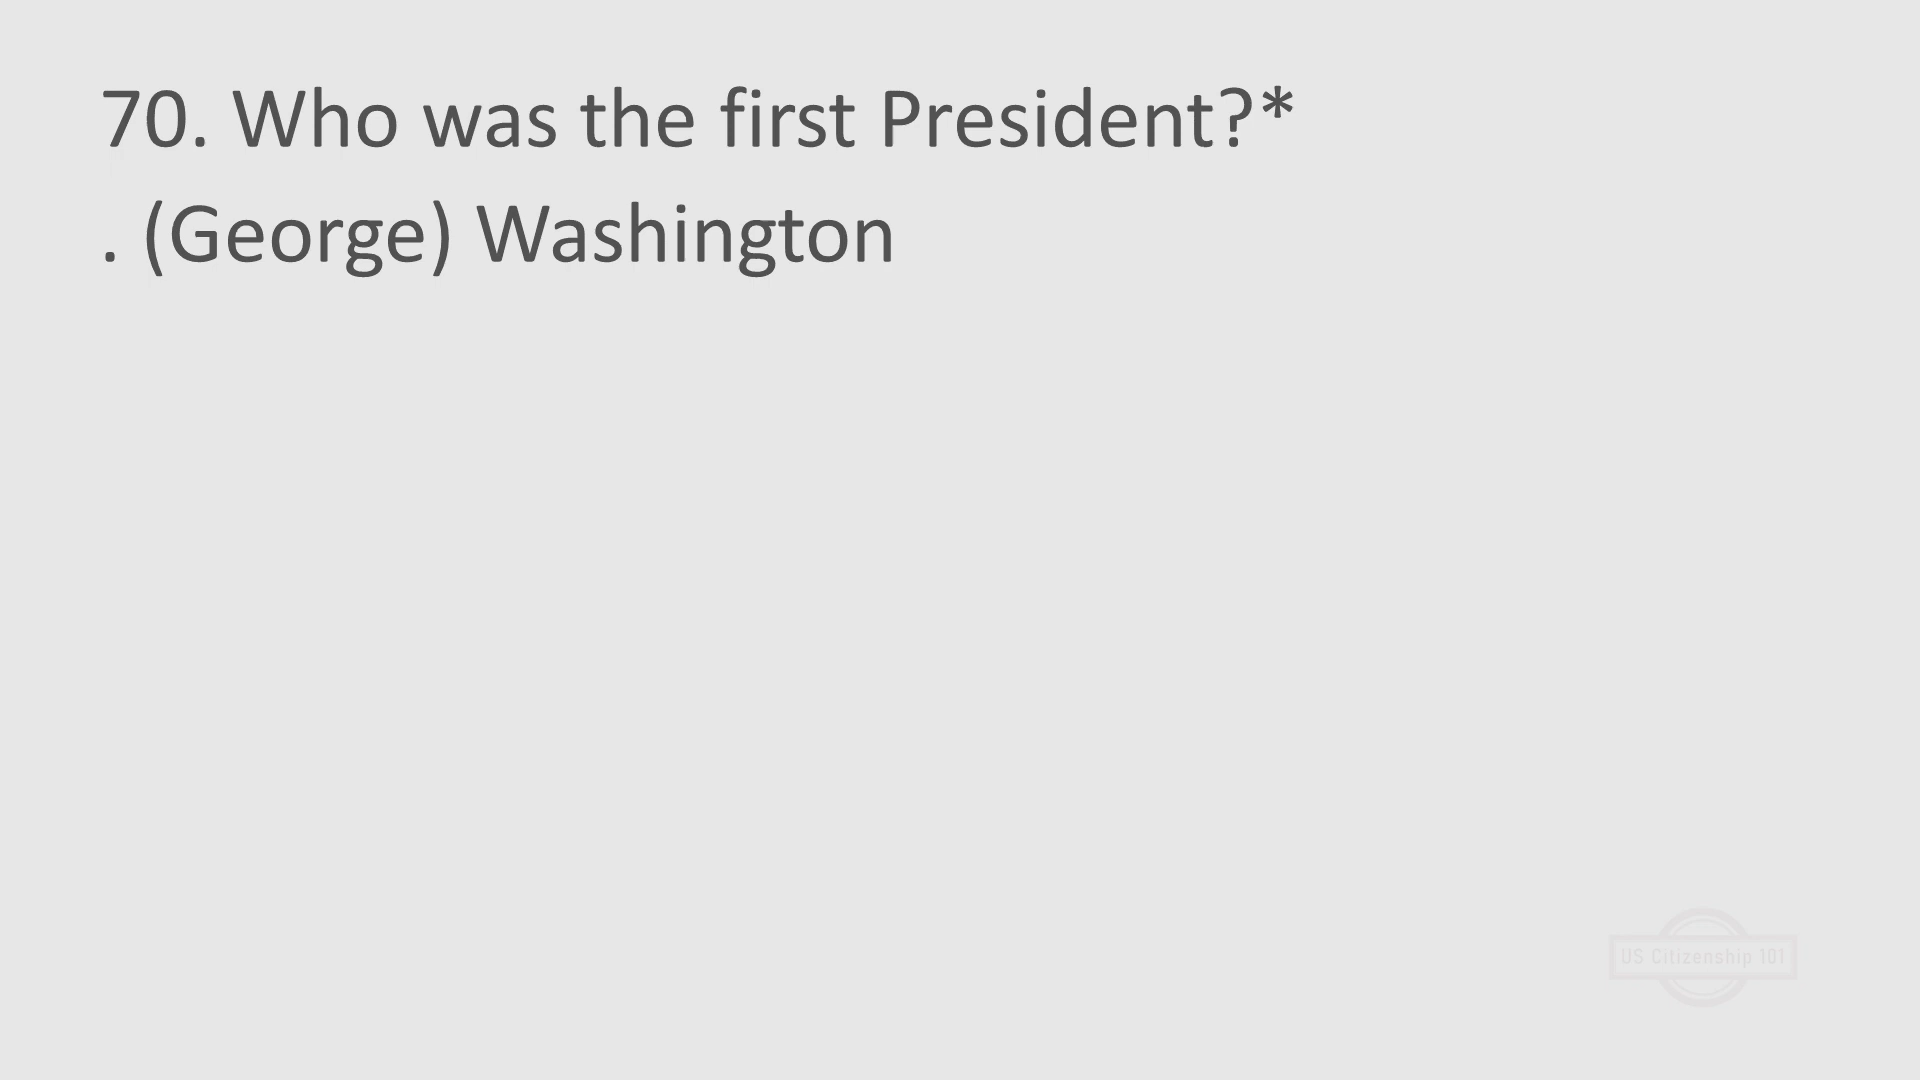 70. Who was the first President?*
. (George) Washington
US Citizenship 101